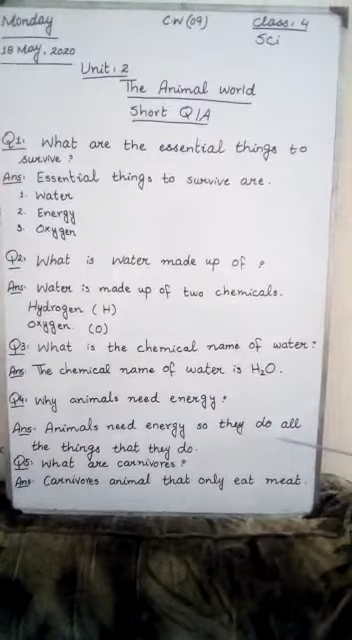 Monday CW(09) Class: 4
18 May, 2020 Sci
Unit: 2
The Animal world
Short Q/A
Q1: What are the essential things to
survive?
Ans: Essential things to survive are.
1. Water
2. Energy
3. Oxygen
Q2: What is water made up of?
Ans: Water is made up of two chemicals.
Hydrogen (H)
Oxygen. (O)
Q3: What is the chemical name of water?
Ans: The chemical name of water is H₂O.
Q4: Why animals need energy?
Ans: Animals need energy so they do all
the things that they do.
Q5: What are carnivores?
Ans: Carnivores animal that only eat meat.